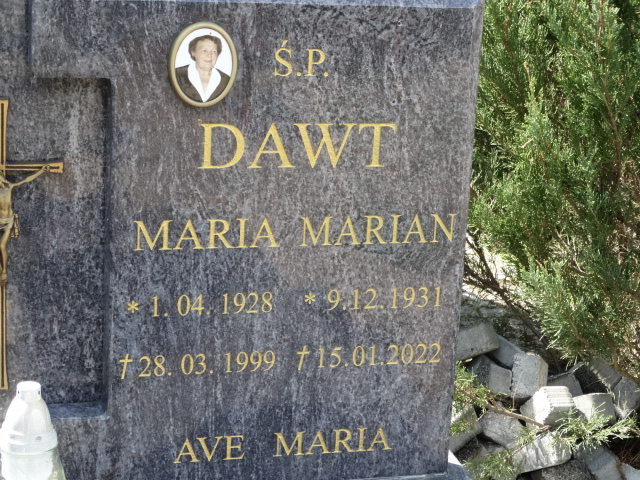 Ś.P.
DAWT
MARIA MARIAN
* 1. 04. 1928 * 9.12.1931
†28. 03. 1999 †15.01.2022
AVE MARIA